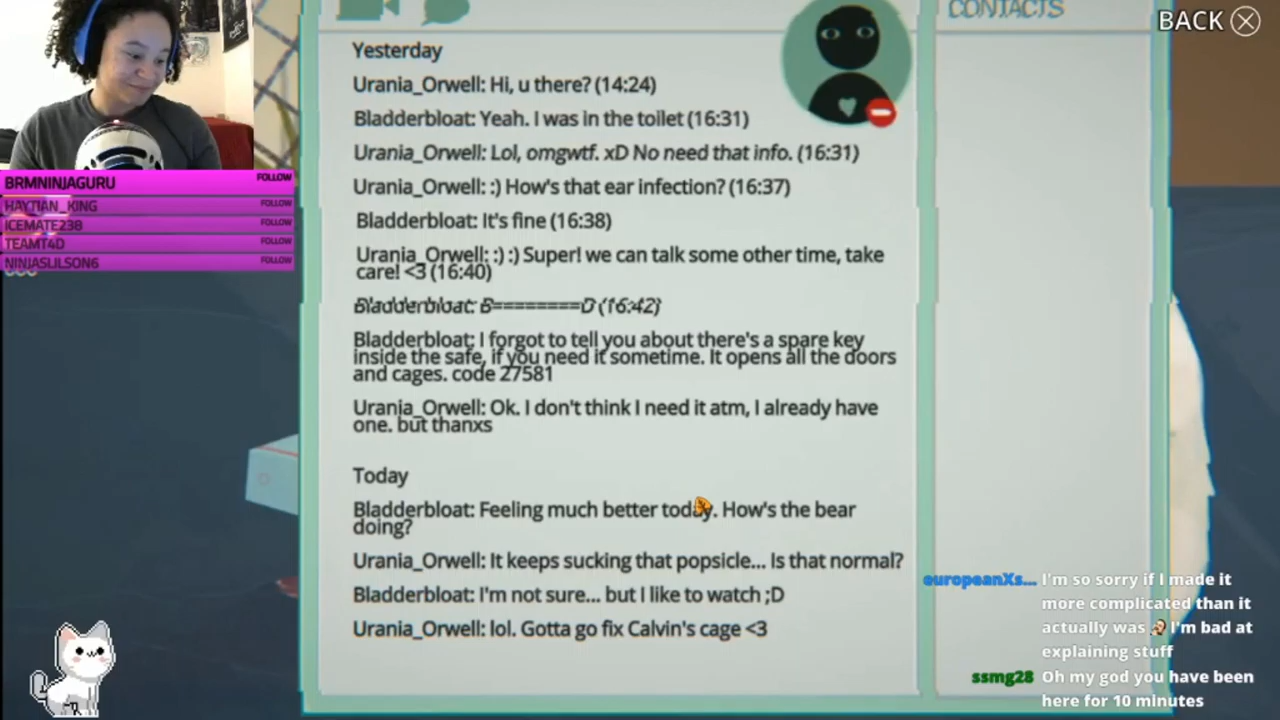 CONTACTS
BACK
Yesterday
Urania_Orwell: Hi, u there? (14:24)
Bladderbloat: Yeah. I was in the toilet (16:31)
Urania_Orwell: Lol, omgwtf. xD No need that info. (16:31)
Urania_Orwell: :) How's that ear infection? (16:37)
Bladderbloat: It's fine (16:38)
Urania_Orwell: :) :) Super! we can talk some other time, take
care! <3 (16:40)
Bladderbloat: B========D (16:42)
Bladderbloat: I forgot to tell you about there's a spare key
inside the safe, if you need it sometime. It opens all the doors
and cages. code 27581
Urania_Orwell: Ok. I don't think I need it atm, I already have
one. but thanxs
Today
Bladderbloat: Feeling much better today. How's the bear
doing?
Urania_Orwell: It keeps sucking that popsicle... Is that normal?
Bladderbloat: I'm not sure... but I like to watch ;D
Urania_Orwell: lol. Gotta go fix Calvin's cage <3
BRMNINJAGURU FOLLOW
HAYTIAN_KING FOLLOW
ICEMATE238 FOLLOW
TEAMT4D FOLLOW
NINJASLILSON6 FOLLOW
europeanXs... I'm so sorry if I made it
more complicated than it
actually was I'm bad at
explaining stuff
ssmg28 Oh my god you have been
here for 10 minutes